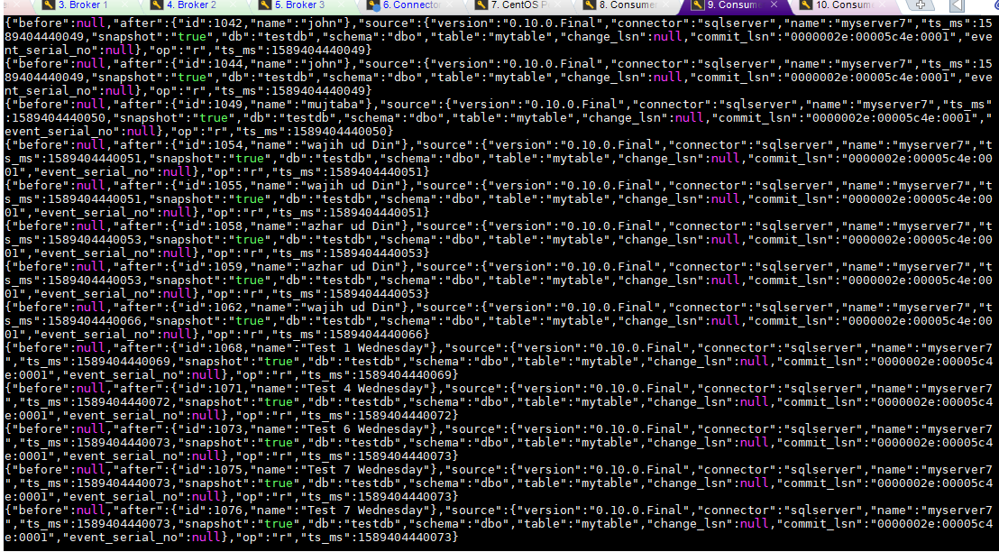 3. Broker 1 4. Broker 2 5. Broker 3 6. Connector 7. CentOS 8. Consumer 9. Consum 10. Consum
{"before":null,"after":{"id":1042,"name":"john"},"source":{"version":"0.10.0.Final","connector":"sqlserver","name":"myserver7","ts_ms":15
89404440049,"snapshot":"true","db":"testdb","schema":"dbo","table":"mytable","change_lsn":null,"commit_lsn":"0000002e:00005c4e:0001","eve
nt_serial_no":null},"op":"r","ts_ms":1589404440049}
{"before":null,"after":{"id":1044,"name":"john"},"source":{"version":"0.10.0.Final","connector":"sqlserver","name":"myserver7","ts_ms":15
89404440049,"snapshot":"true","db":"testdb","schema":"dbo","table":"mytable","change_lsn":null,"commit_lsn":"0000002e:00005c4e:0001","eve
nt_serial_no":null},"op":"r","ts_ms":1589404440049}
{"before":null,"after":{"id":1049,"name":"mujtaba"},"source":{"version":"0.10.0.Final","connector":"sqlserver","name":"myserver7","ts_ms"
:1589404440050,"snapshot":"true","db":"testdb","schema":"dbo","table":"mytable","change_lsn":null,"commit_lsn":"0000002e:00005c4e:0001","
event_serial_no":null},"op":"r","ts_ms":1589404440050}
{"before":null,"after":{"id":1054,"name":"wajih ud Din"},"source":{"version":"0.10.0.Final","connector":"sqlserver","name":"myserver7","t
s_ms":1589404440051,"snapshot":"true","db":"testdb","schema":"dbo","table":"mytable","change_lsn":null,"commit_lsn":"0000002e:00005c4e:00
01","event_serial_no":null},"op":"r","ts_ms":1589404440051}
{"before":null,"after":{"id":1055,"name":"wajih ud Din"},"source":{"version":"0.10.0.Final","connector":"sqlserver","name":"myserver7","t
s_ms":1589404440051,"snapshot":"true","db":"testdb","schema":"dbo","table":"mytable","change_lsn":null,"commit_lsn":"0000002e:00005c4e:00
01","event_serial_no":null},"op":"r","ts_ms":1589404440051}
{"before":null,"after":{"id":1058,"name":"azhar ud Din"},"source":{"version":"0.10.0.Final","connector":"sqlserver","name":"myserver7","t
s_ms":1589404440053,"snapshot":"true","db":"testdb","schema":"dbo","table":"mytable","change_lsn":null,"commit_lsn":"0000002e:00005c4e:00
01","event_serial_no":null},"op":"r","ts_ms":1589404440053}
{"before":null,"after":{"id":1059,"name":"azhar ud Din"},"source":{"version":"0.10.0.Final","connector":"sqlserver","name":"myserver7","t
s_ms":1589404440053,"snapshot":"true","db":"testdb","schema":"dbo","table":"mytable","change_lsn":null,"commit_lsn":"0000002e:00005c4e:00
01","event_serial_no":null},"op":"r","ts_ms":1589404440053}
{"before":null,"after":{"id":1062,"name":"wajih ud Din"},"source":{"version":"0.10.0.Final","connector":"sqlserver","name":"myserver7","t
s_ms":1589404440066,"snapshot":"true","db":"testdb","schema":"dbo","table":"mytable","change_lsn":null,"commit_lsn":"0000002e:00005c4e:00
01","event_serial_no":null},"op":"r","ts_ms":1589404440066}
{"before":null,"after":{"id":1068,"name":"Test 1 Wednesday"},"source":{"version":"0.10.0.Final","connector":"sqlserver","name":"myserver7
","ts_ms":1589404440069,"snapshot":"true","db":"testdb","schema":"dbo","table":"mytable","change_lsn":null,"commit_lsn":"0000002e:00005c4
e:0001","event_serial_no":null},"op":"r","ts_ms":1589404440069}
{"before":null,"after":{"id":1071,"name":"Test 4 Wednesday"},"source":{"version":"0.10.0.Final","connector":"sqlserver","name":"myserver7
","ts_ms":1589404440072,"snapshot":"true","db":"testdb","schema":"dbo","table":"mytable","change_lsn":null,"commit_lsn":"0000002e:00005c4
e:0001","event_serial_no":null},"op":"r","ts_ms":1589404440072}
{"before":null,"after":{"id":1073,"name":"Test 6 Wednesday"},"source":{"version":"0.10.0.Final","connector":"sqlserver","name":"myserver7
","ts_ms":1589404440073,"snapshot":"true","db":"testdb","schema":"dbo","table":"mytable","change_lsn":null,"commit_lsn":"0000002e:00005c4
e:0001","event_serial_no":null},"op":"r","ts_ms":1589404440073}
{"before":null,"after":{"id":1075,"name":"Test 7 Wednesday"},"source":{"version":"0.10.0.Final","connector":"sqlserver","name":"myserver7
","ts_ms":1589404440073,"snapshot":"true","db":"testdb","schema":"dbo","table":"mytable","change_lsn":null,"commit_lsn":"0000002e:00005c4
e:0001","event_serial_no":null},"op":"r","ts_ms":1589404440073}
{"before":null,"after":{"id":1076,"name":"Test 7 Wednesday"},"source":{"version":"0.10.0.Final","connector":"sqlserver","name":"myserver7
","ts_ms":1589404440073,"snapshot":"true","db":"testdb","schema":"dbo","table":"mytable","change_lsn":null,"commit_lsn":"0000002e:00005c4
e:0001","event_serial_no":null},"op":"r","ts_ms":1589404440073}